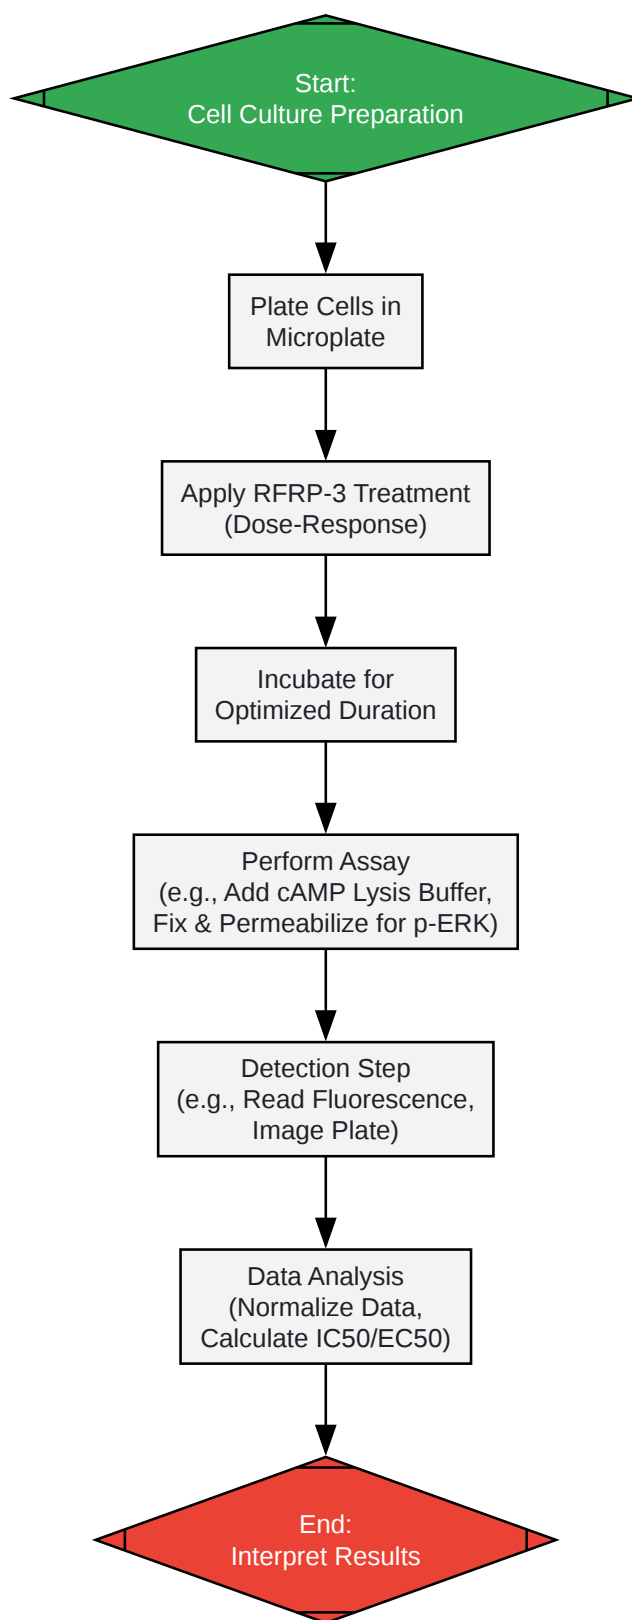 Start:
Cell Culture Preparation
Plate Cells in
Microplate
Apply RFRP-3 Treatment
(Dose-Response)
Incubate for
Optimized Duration
Perform Assay
(e.g., Add cAMP Lysis Buffer,
Fix & Permeabilize for p-ERK)
Detection Step
(e.g., Read Fluorescence,
Image Plate)
Data Analysis
(Normalize Data,
Calculate IC50/EC50)
End:
Interpret Results